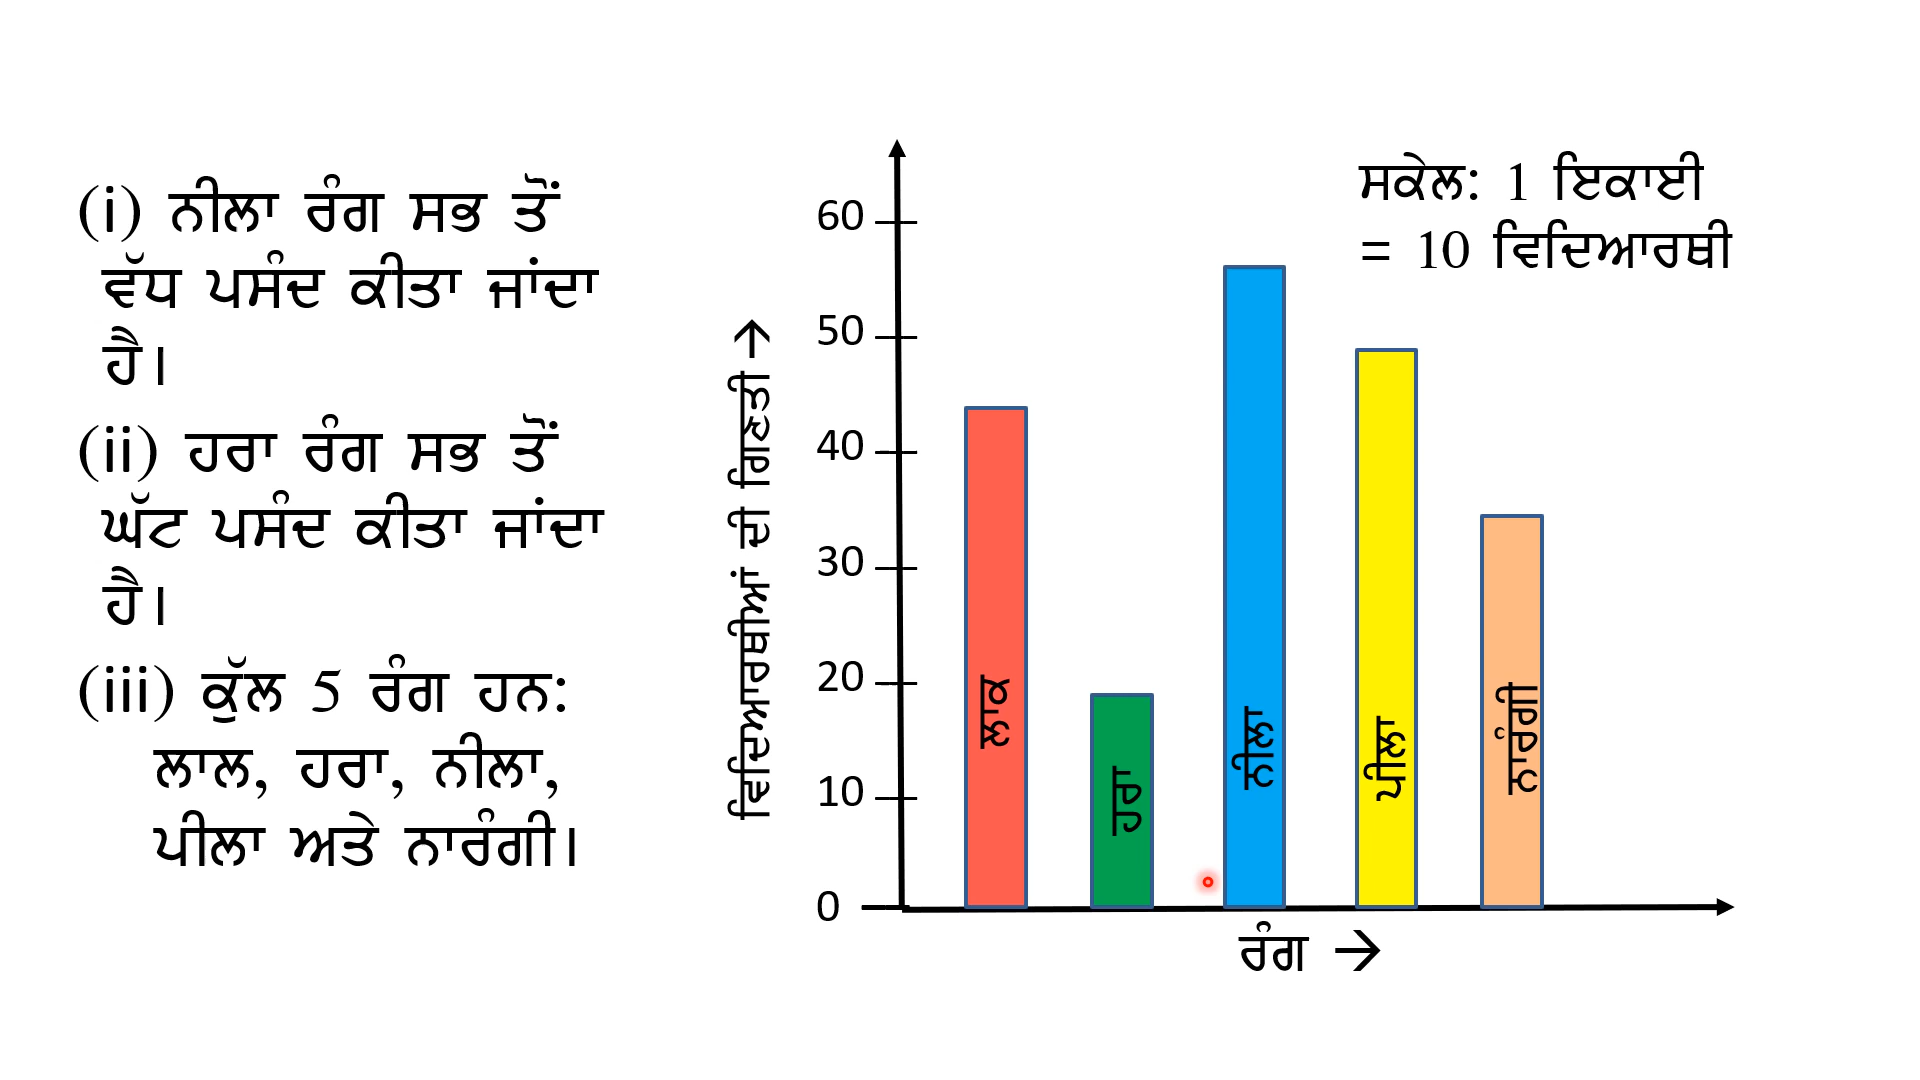 (i) ਨੀਲਾ ਰੰਗ ਸਭ ਤੋਂ
ਵੱਧ ਪਸੰਦ ਕੀਤਾ ਜਾਂਦਾ
ਹੈ।
(ii) ਹਰਾ ਰੰਗ ਸਭ ਤੋਂ
ਘੱਟ ਪਸੰਦ ਕੀਤਾ ਜਾਂਦਾ
ਹੈ।
(iii) ਕੁੱਲ 5 ਰੰਗ ਹਨ:
ਲਾਲ, ਹਰਾ, ਨੀਲਾ,
ਪੀਲਾ ਅਤੇ ਨਾਰੰਗੀ।
ਸਕੇਲ: 1 ਇਕਾਈ
= 10 ਵਿਦਿਆਰਥੀ
ਵਿਦਿਆਰਥੀਆਂ ਦੀ ਗਿਣਤੀ →
60
50
40
30
20
10
0
ਲਾਲ
ਹਰਾ
ਨੀਲਾ
ਪੀਲਾ
ਨਾਰੰਗੀ
ਰੰਗ →